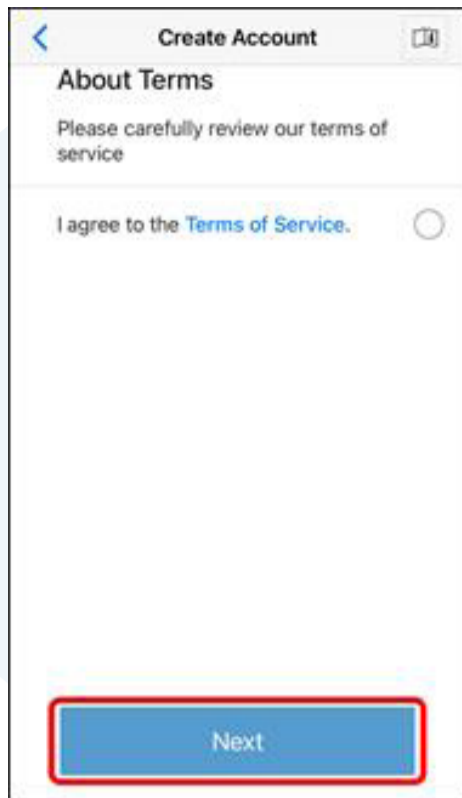 Create Account
About Terms
Please carefully review our terms of
service
I agree to the Terms of Service.
Next